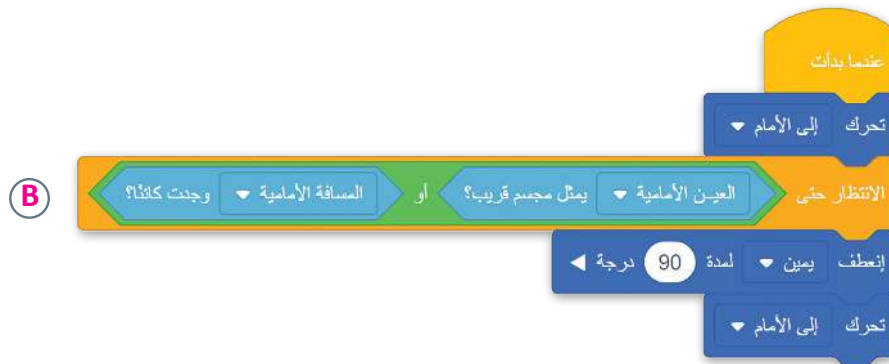 عندما بدأت
تحرك إلى الأمام
B
الانتظار حتى العيـن الأمامية يمثل مجسم قريب؟ أو المسافة الأمامية وجدت كائنًا؟
إنعطف يمين لمدة 90 درجة
تحرك إلى الأمام